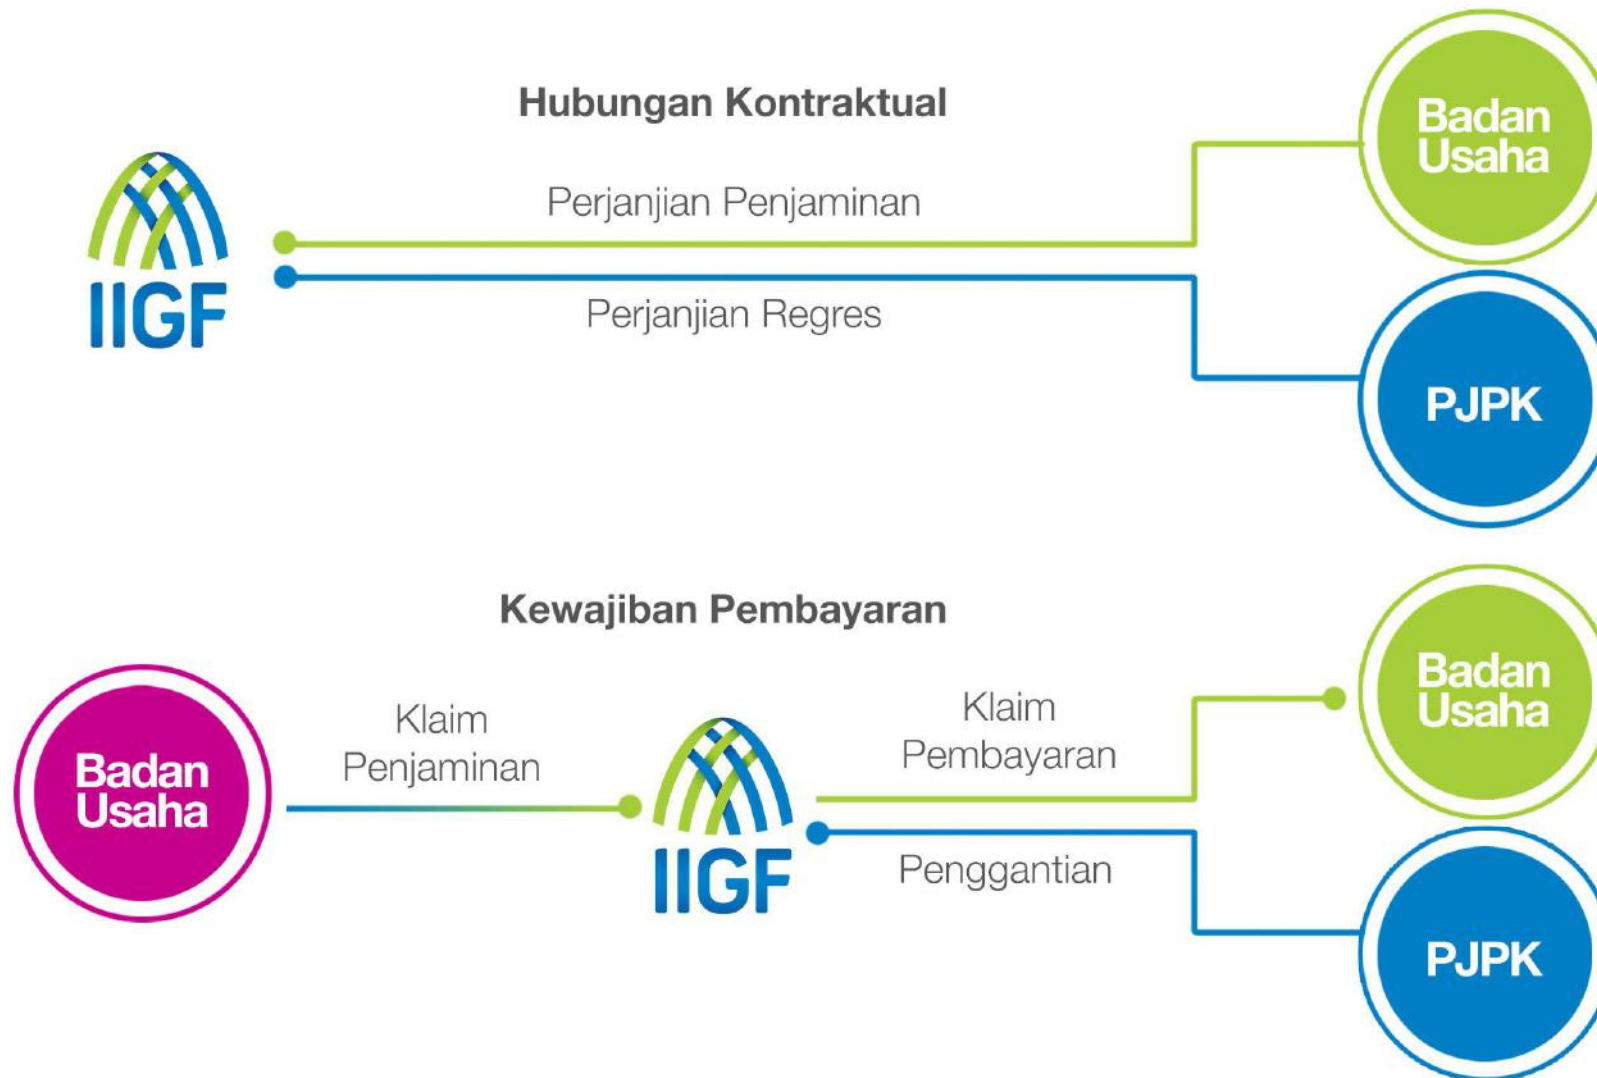 Hubungan Kontraktual
IIGF
Perjanjian Penjaminan
Perjanjian Regres
Badan
Usaha
PJPK
Kewajiban Pembayaran
Badan
Usaha
Klaim
Penjaminan
IIGF
Klaim
Pembayaran
Penggantian
Badan
Usaha
PJPK